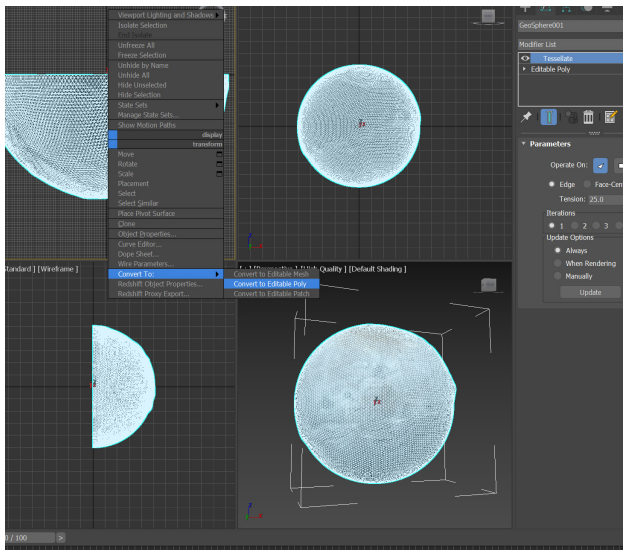 Viewport Lighting and Shadows
Isolate Selection
End Isolate
Unfreeze All
Freeze Selection
Unhide by Name
Unhide All
Hide Unselected
Hide Selection
State Sets
Manage State Sets...
Show Motion Paths
display
transform
Move
Rotate
Scale
Placement
Select
Select Similar
Place Pivot Surface
Clone
Object Properties...
Curve Editor...
Dope Sheet...
Wire Parameters...
Convert To:
Redshift Object Properties...
Redshift Proxy Export...
Convert to Editable Mesh
Convert to Editable Poly
Convert to Editable Patch
Standard ] [Wireframe ]
Quality ] [Default Shading ]
GeoSphere001
Modifier List
Tessellate
Editable Poly
Parameters
Operate On:
Edge Face-Cen
Tension: 25.0
Iterations
1 2 3
Update Options
Always
When Rendering
Manually
Update
0 / 100 >